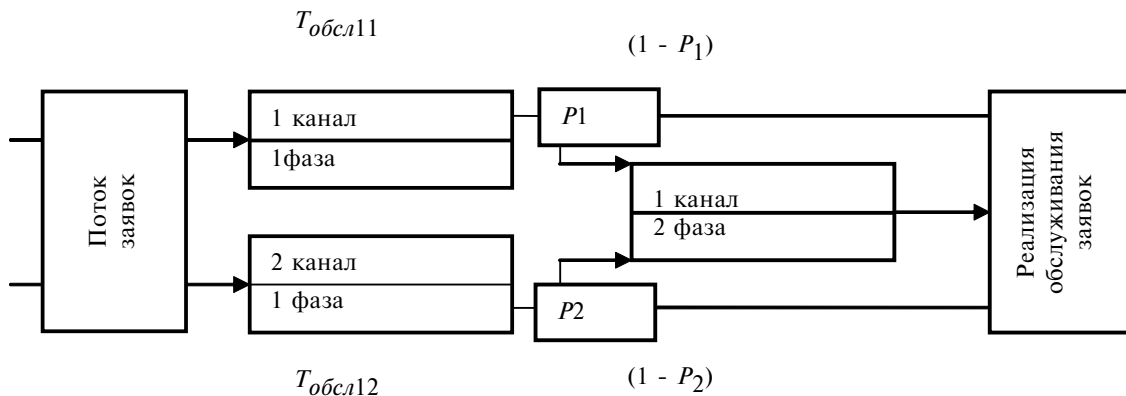 Tобсл11
(1 - P1)
Поток
заявок
1 канал
1фаза
P1
1 канал
2 фаза
2 канал
1 фаза
P2
Реализация
обслуживания
заявок
Tобсл12
(1 - P2)